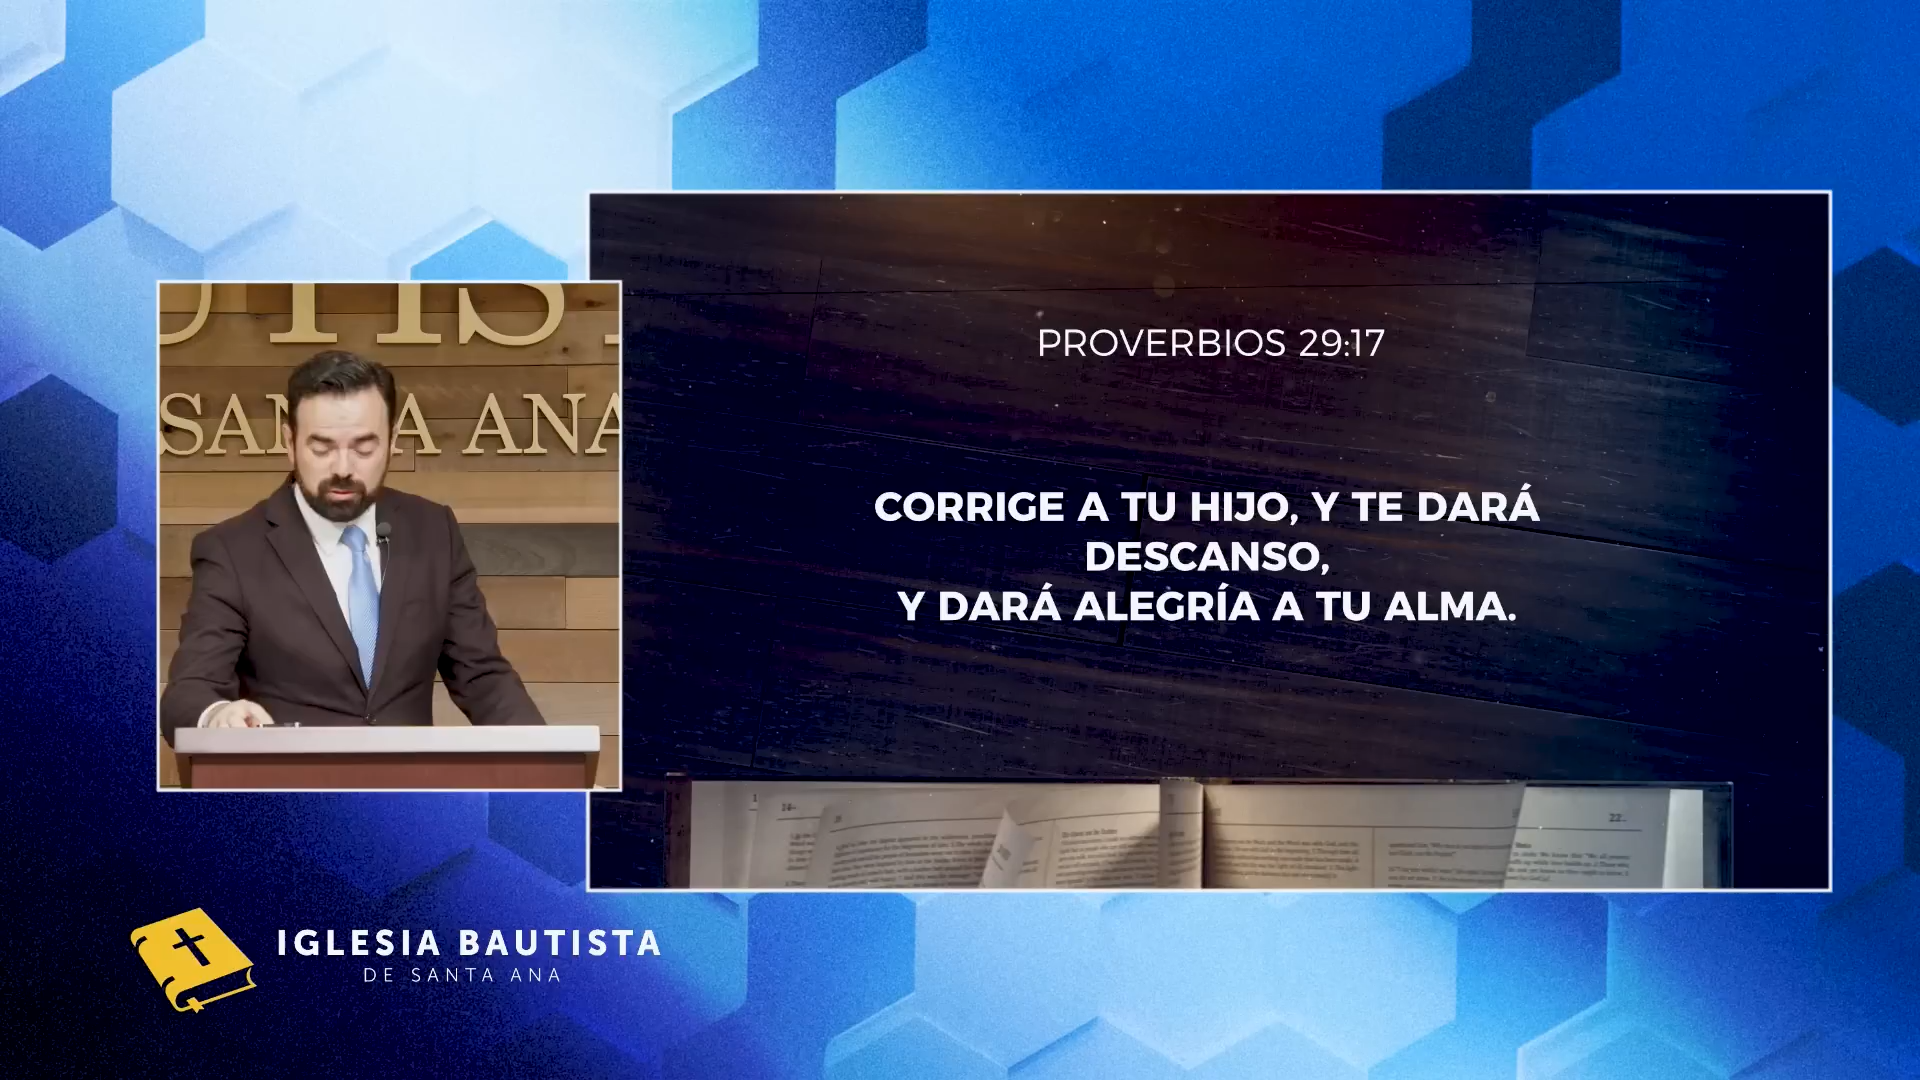 PROVERBIOS 29:17
CORRIGE A TU HIJO, Y TE DARÁ
DESCANSO,
Y DARÁ ALEGRÍA A TU ALMA.
SANTA ANA
IGLESIA BAUTISTA
DE SANTA ANA